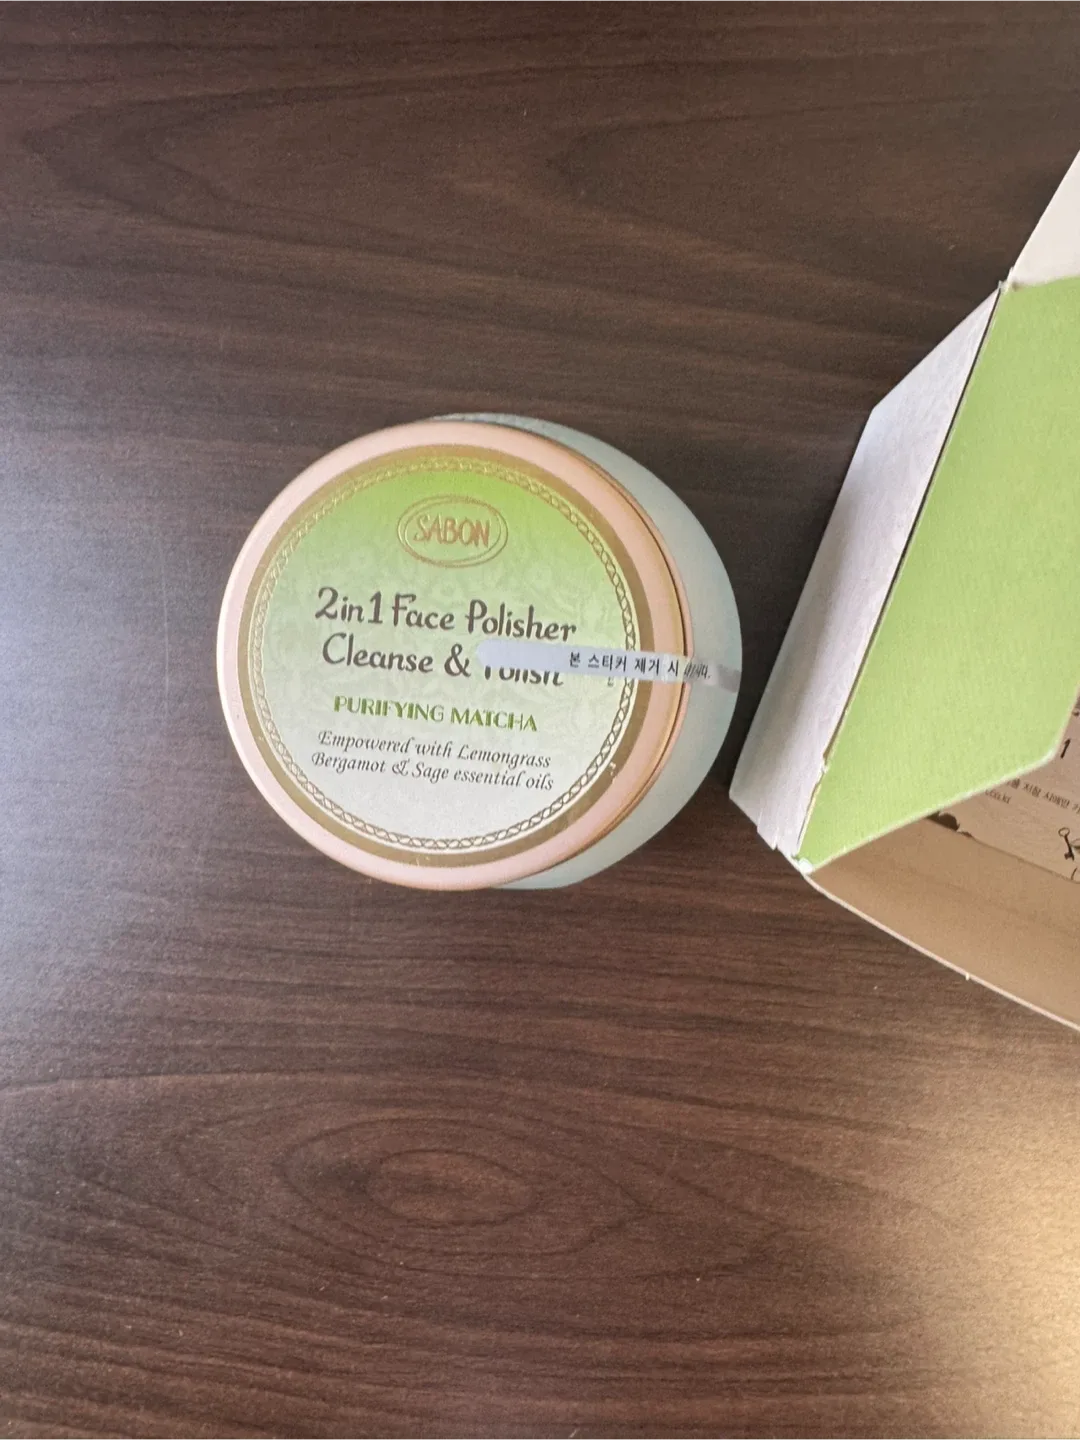 SABON
2in1 Face Polisher
Cleanse &
본 스티커 제거 시
PURIFYING MATCHA
Empowered with Lemongrass
Bergamot & Sage essential oils
1